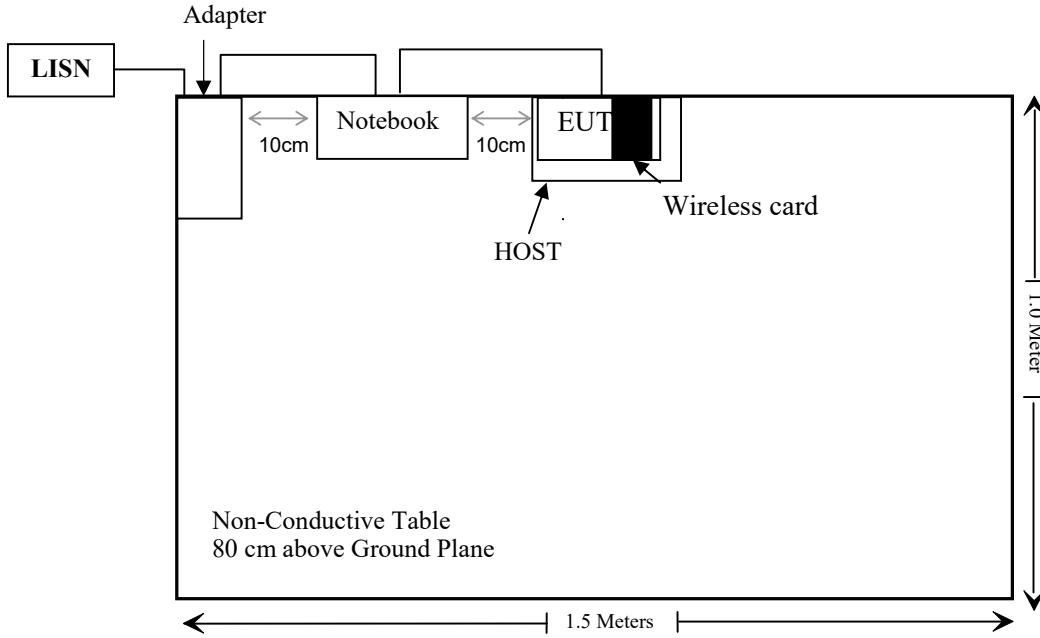 Adapter
LISN
Notebook
EUT
10cm
10cm
Wireless card
HOST
1.0 Meter
Non-Conductive Table
80 cm above Ground Plane
1.5 Meters